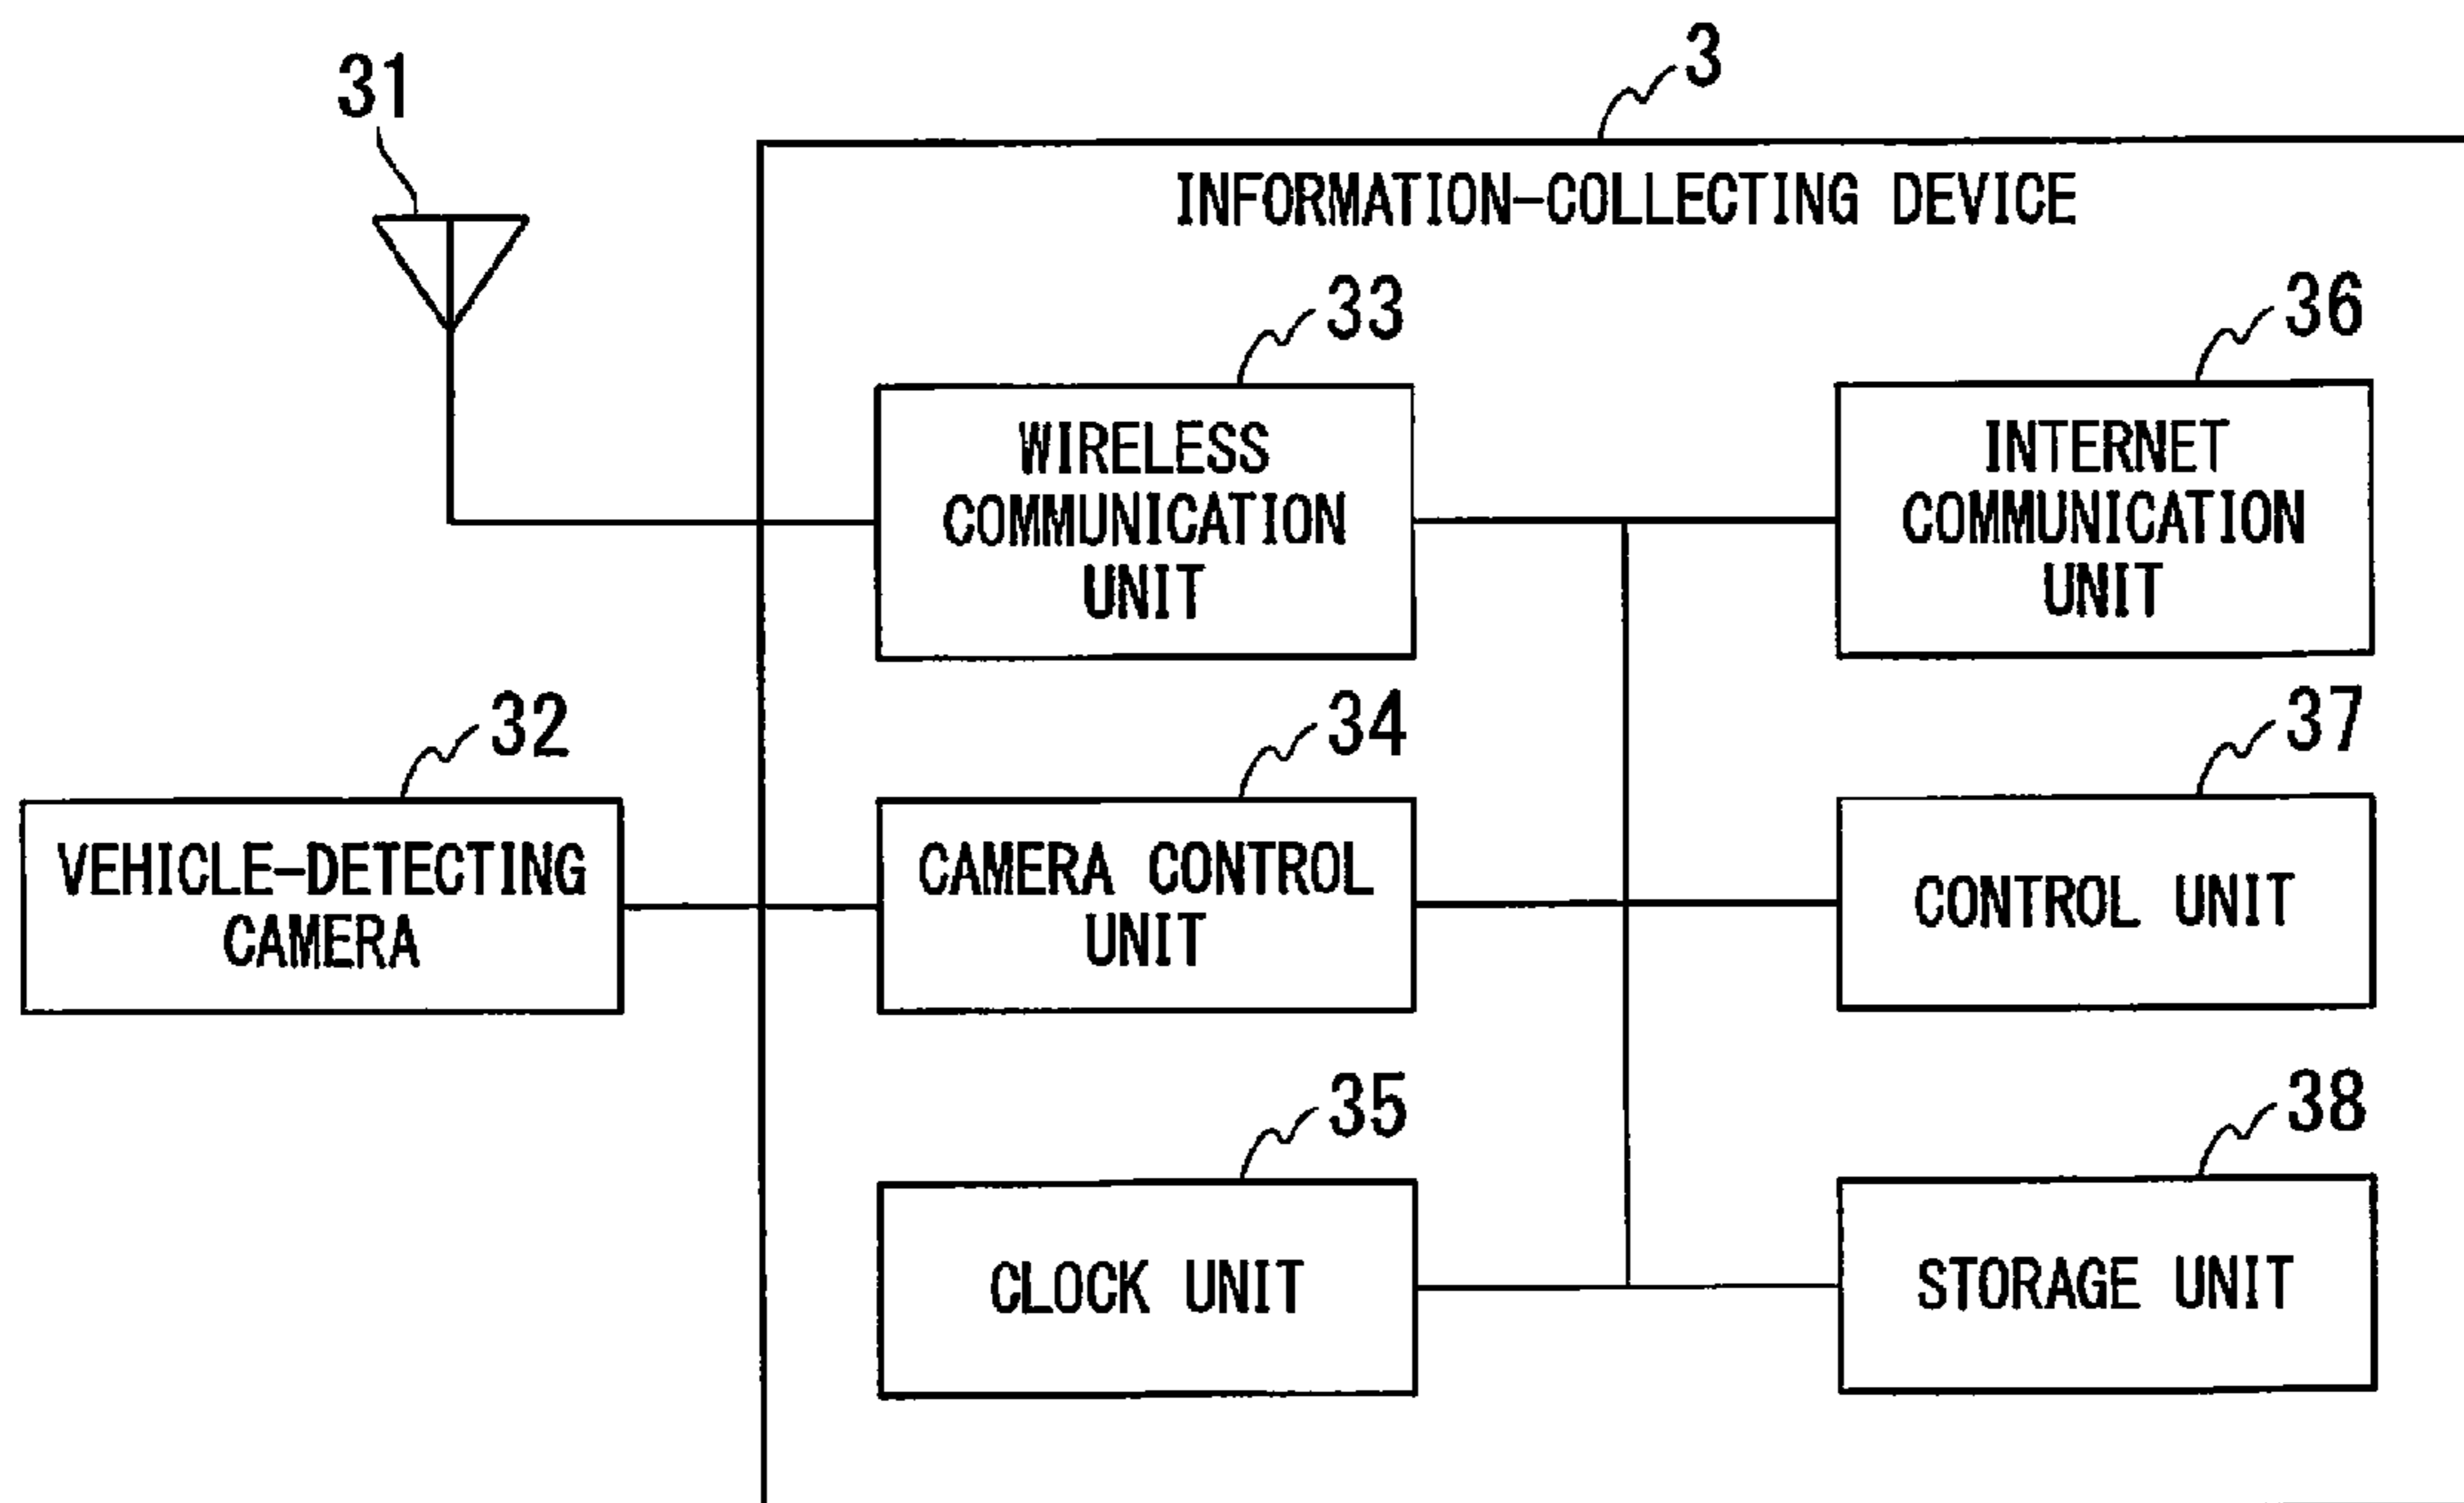 3
31
INFORMATION-COLLECTING DEVICE
33
36
WIRELESS
COMMUNICATION
UNIT
INTERNET
COMMUNICATION
UNIT
32
34
37
VEHICLE-DETECTING
CAMERA
CAMERA CONTROL
UNIT
CONTROL UNIT
35
38
CLOCK UNIT
STORAGE UNIT